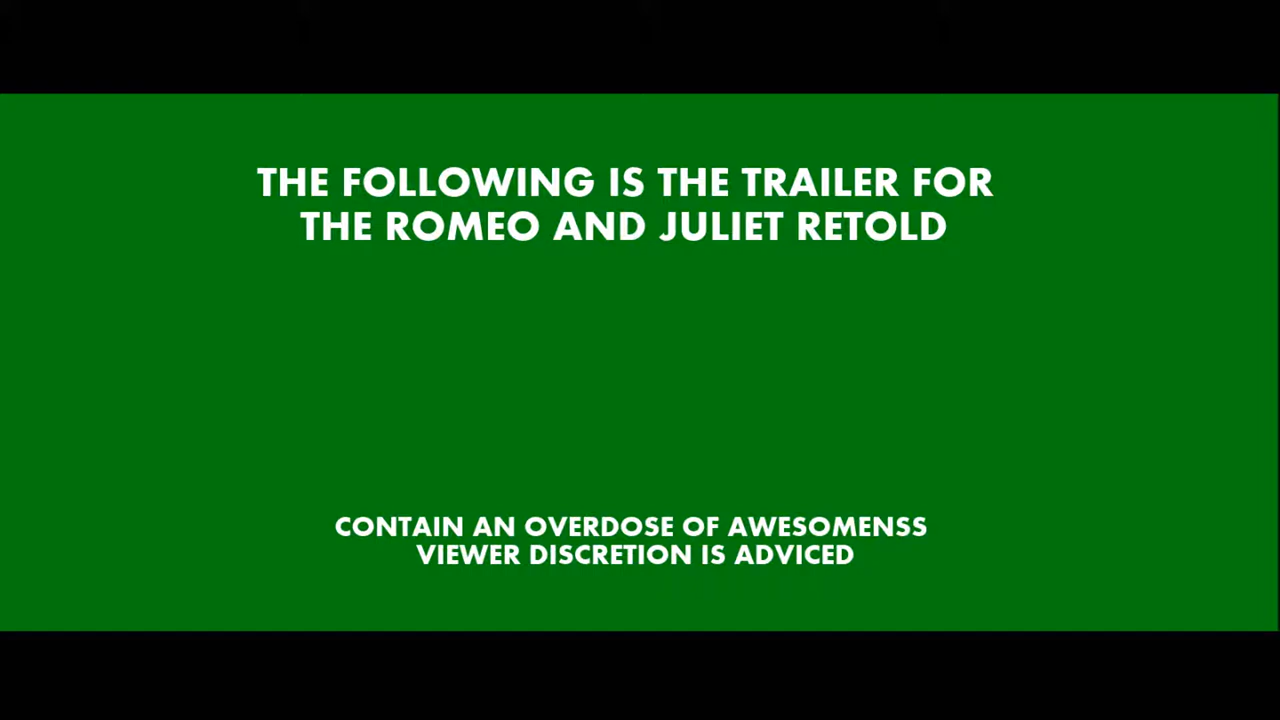 THE FOLLOWING IS THE TRAILER FOR
THE ROMEO AND JULIET RETOLD
CONTAIN AN OVERDOSE OF AWESOMENSS
VIEWER DISCRETION IS ADVICED